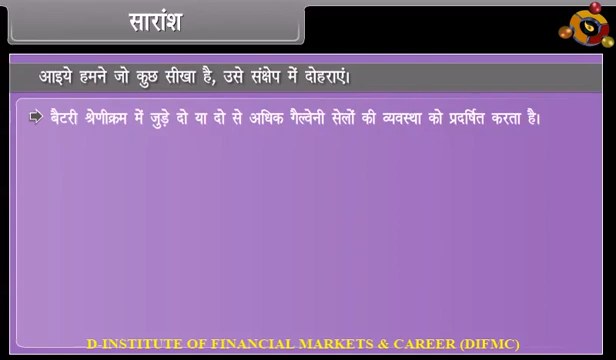 सारांश
आइये हमने जो कुछ सीखा है, उसे संक्षेप में दोहराएं।
बैटरी श्रेणीक्रम में जुड़े दो या दो से अधिक गैल्वेनी सेलों की व्यवस्था को प्रदर्षित करता है।
D-INSTITUTE OF FINANCIAL MARKETS & CAREER (DIFMC)